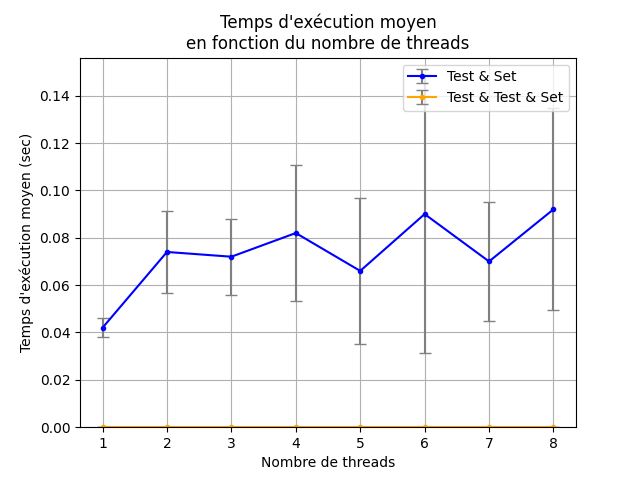 Temps d'exécution moyen
en fonction du nombre de threads
Test & Set
Test & Test & Set
Temps d'exécution moyen (sec)
0.14
0.12
0.10
0.08
0.06
0.04
0.02
0.00
1 2 3 4 5 6 7 8
Nombre de threads